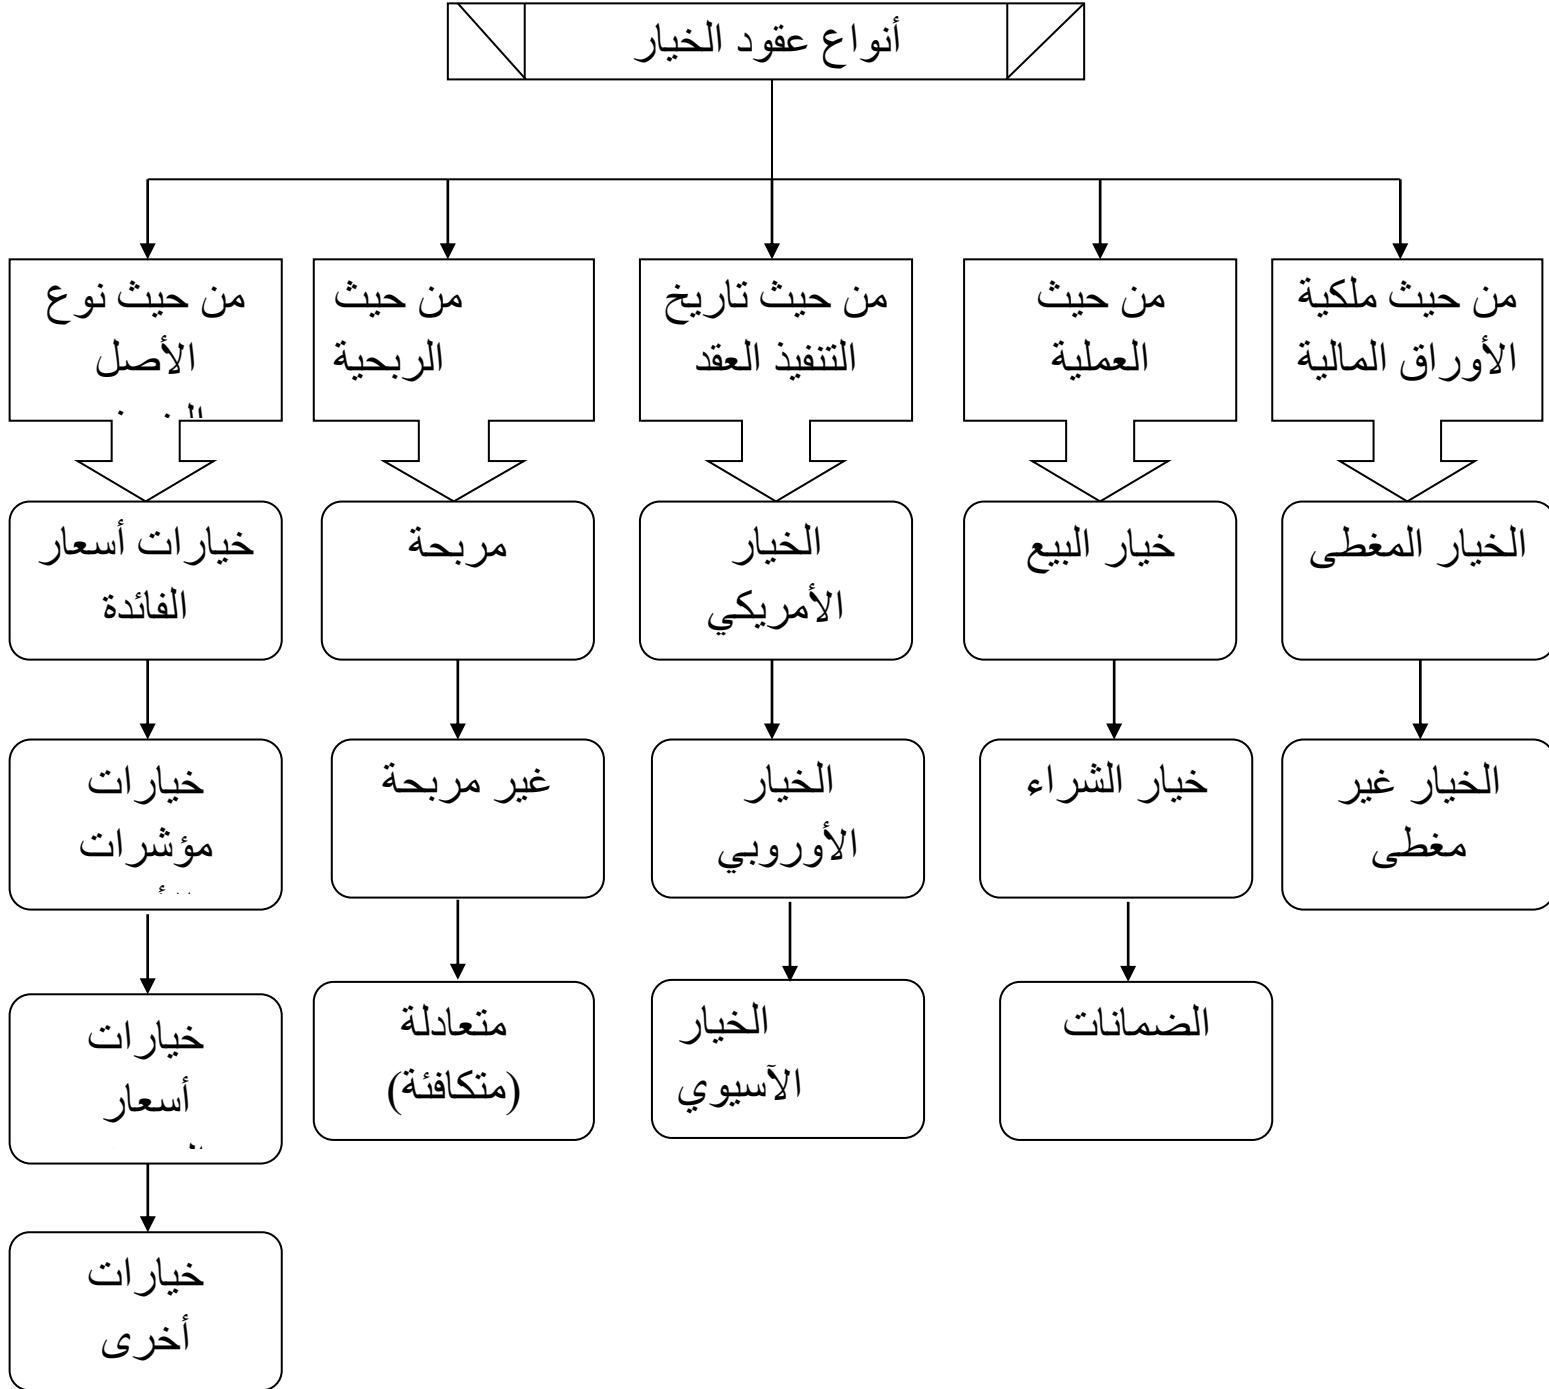 أنواع عقود الخيار
من حيث ملكية
الأوراق المالية
من حيث
العملية
من حيث تاريخ
التنفيذ العقد
من حيث
الربحية
من حيث نوع
الأصل
الخيار المغطى
خيار البيع
الخيار
الأمريكي
مربحة
خيارات أسعار
الفائدة
الخيار غير
مغطى
خيار الشراء
الخيار
الأوروبي
غير مربحة
خيارات
مؤشرات
الضمانات
الخيار
الآسيوي
متعادلة
(متكافئة)
خيارات
أسعار
خيارات
أخرى